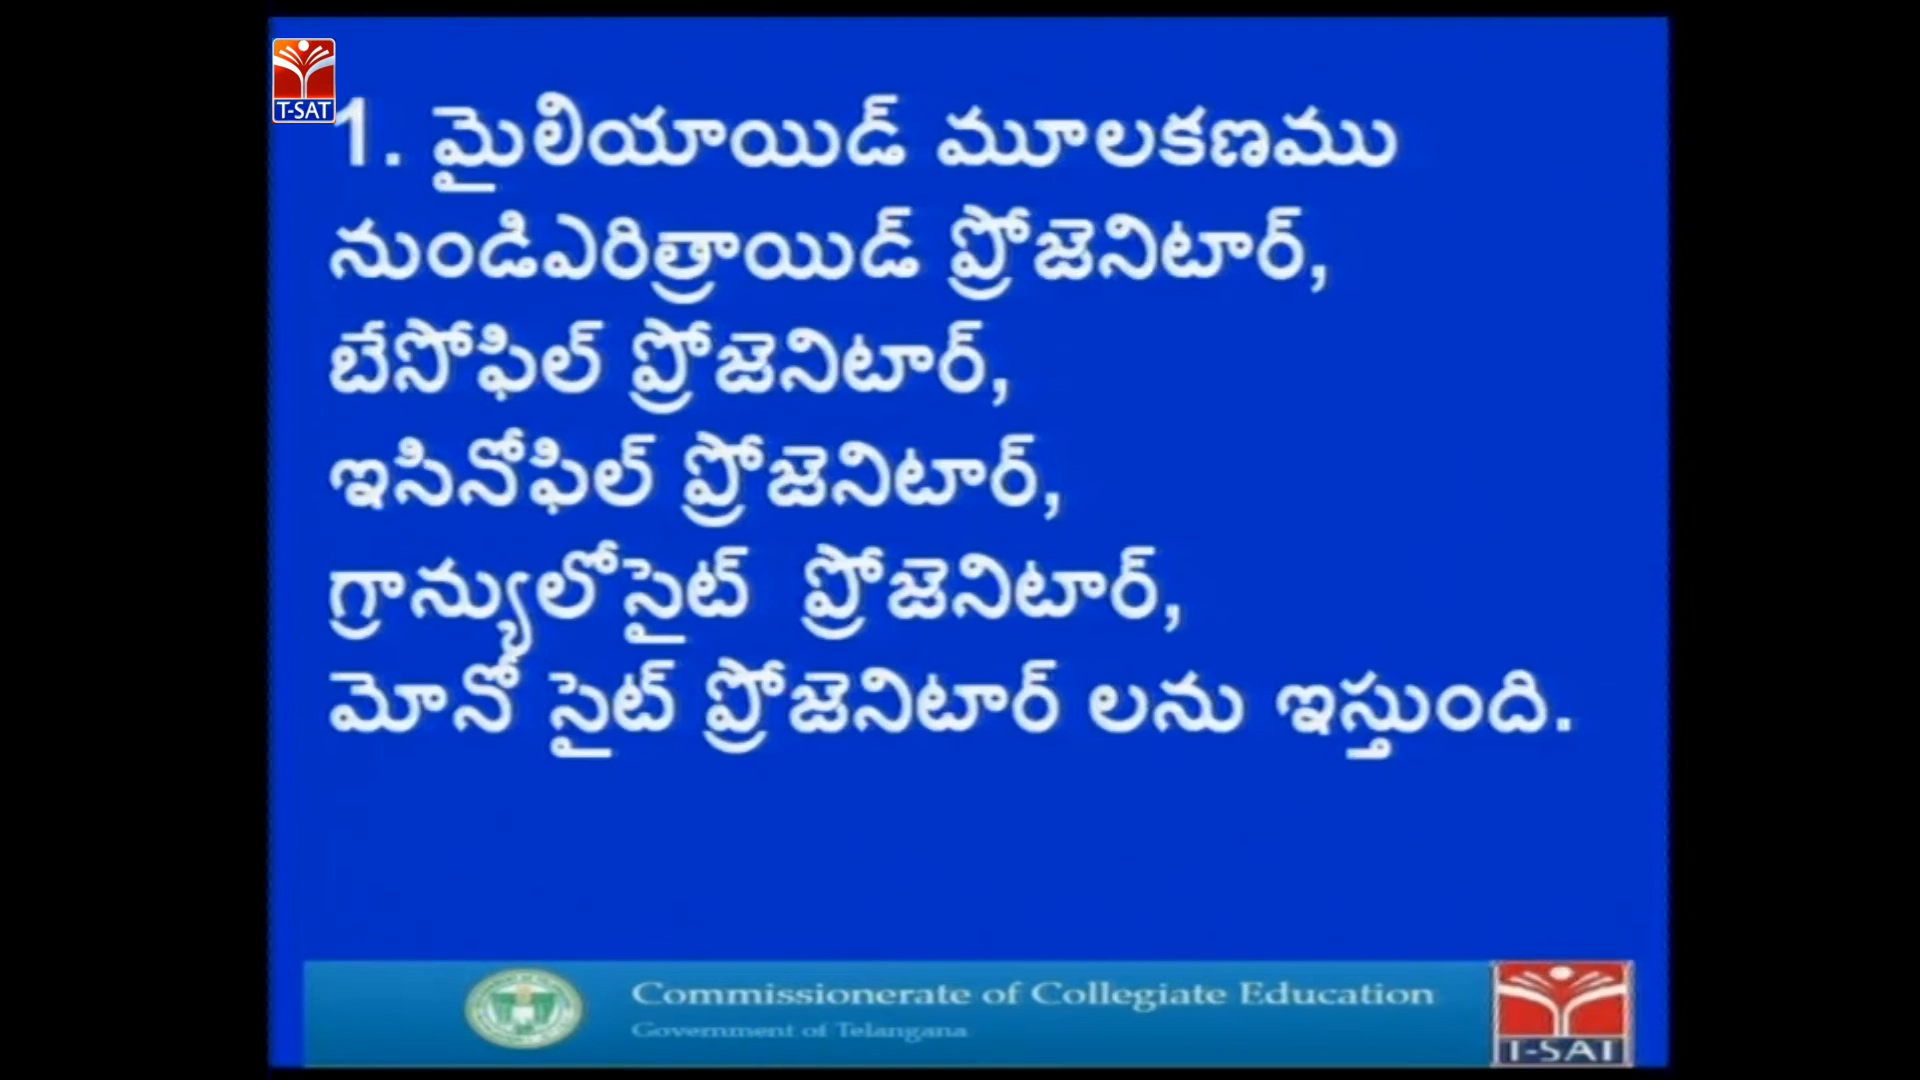 T-SAT
1. మైలియాయిడ్ మూలకణము
నుండిఎరిత్రాయిడ్ ప్రోజెనిటార్,
బేసోఫిల్ ప్రోజెనిటార్,
ఇసినోఫిల్ ప్రోజెనిటార్,
గ్రాన్యులోసైట్ ప్రోజెనిటార్,
మోనో సైట్ ప్రోజెనిటార్ లను ఇస్తుంది.
Commissionerate of Collegiate Education
Government of Telangana
T-SAT